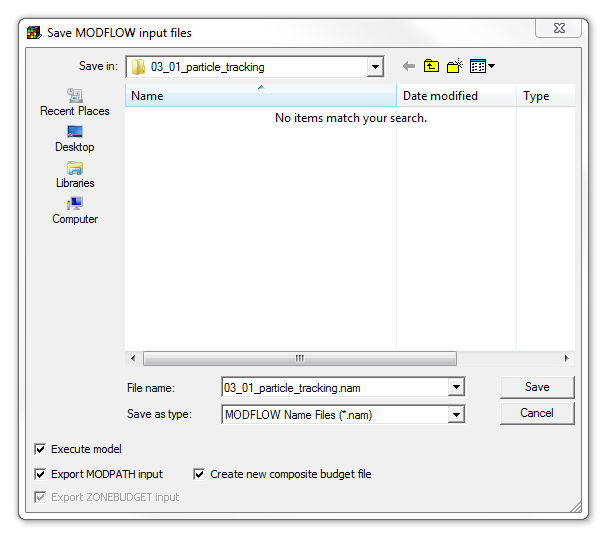 Save MODFLOW input files
Save in:
03_01_particle_tracking
Name
Date modified
Type
No items match your search.
Recent Places
Desktop
Libraries
Computer
File name:
03_01_particle_tracking.nam
Save
Save as type:
MODFLOW Name Files (*.nam)
Cancel
Execute model
Export MODPATH input
Create new composite budget file
Export ZONEBUDGET input